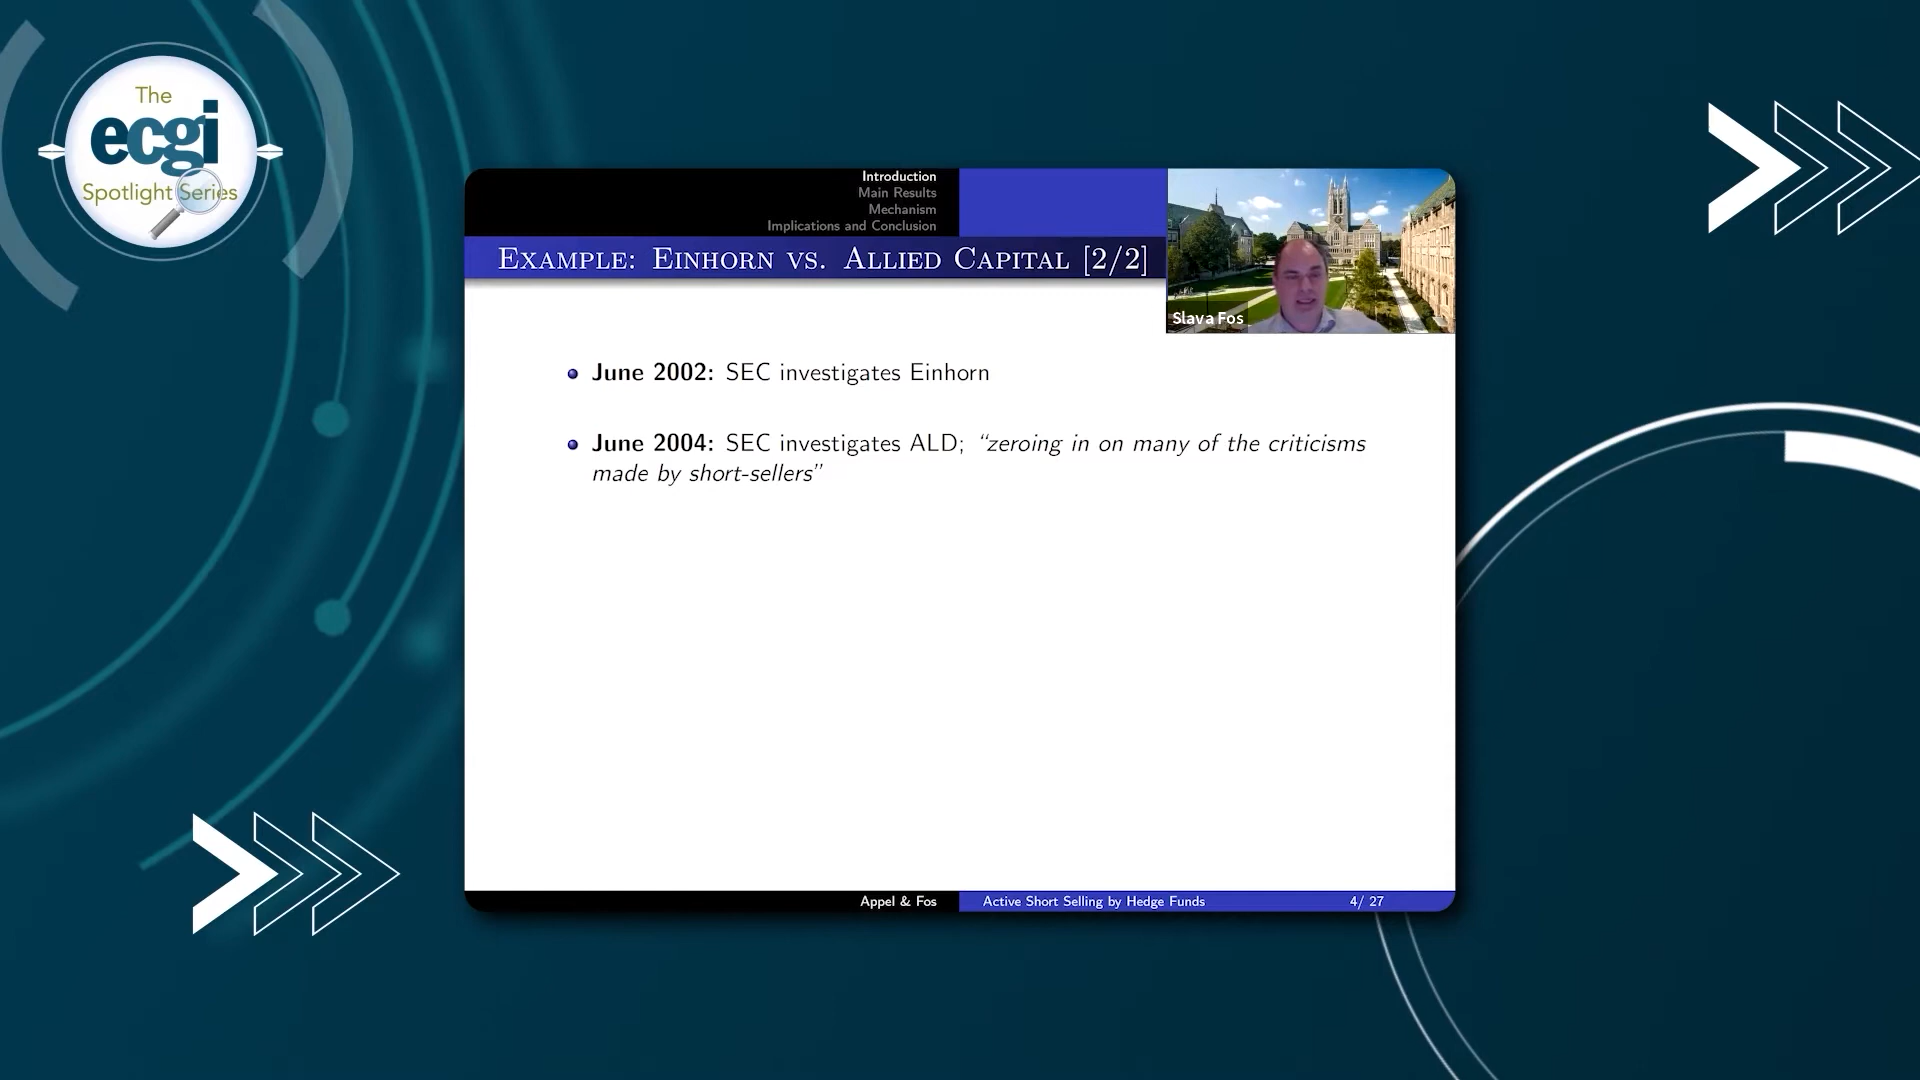 The
ecgi
Spotlight Series
Introduction
Main Results
Mechanism
Implications and Conclusion
Example: Einhorn vs. Allied Capital [2/2]
Slava Fos
June 2002: SEC investigates Einhorn
June 2004: SEC investigates ALD; “zeroing in on many of the criticisms
made by short-sellers”
Appel & Fos
Active Short Selling by Hedge Funds
4/ 27